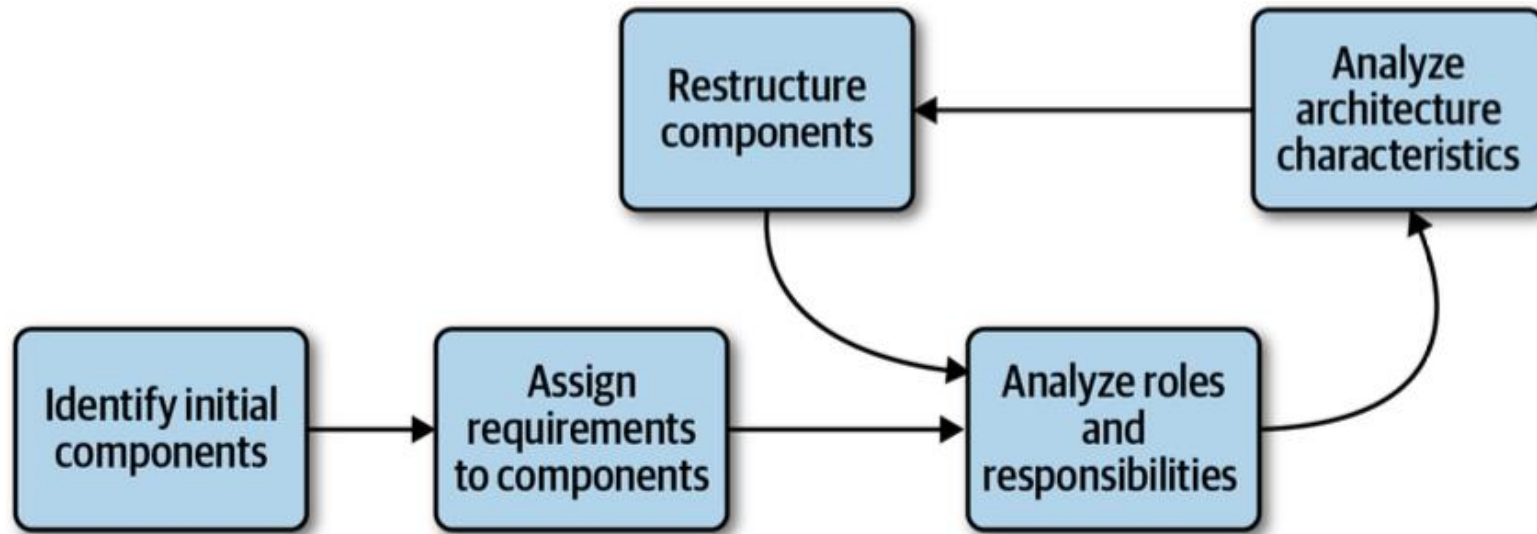 Restructure
components
Analyze
architecture
characteristics
Identify initial
components
Assign
requirements
to components
Analyze roles
and
responsibilities